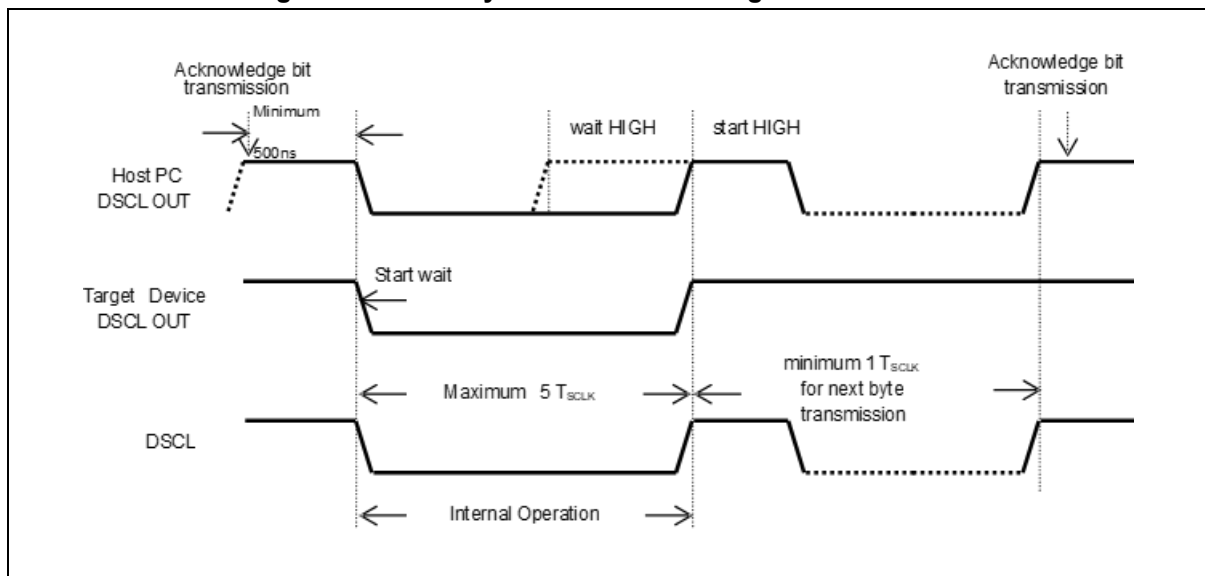 Acknowledge bit
transmission
Minimum
500ns
Acknowledge bit
transmission
wait HIGH
start HIGH
Host PC
DSCL OUT
Start wait
Target Device
DSCL OUT
Maximum 5 TSCLK
minimum 1 TSCLK
for next byte
transmission
DSCL
Internal Operation